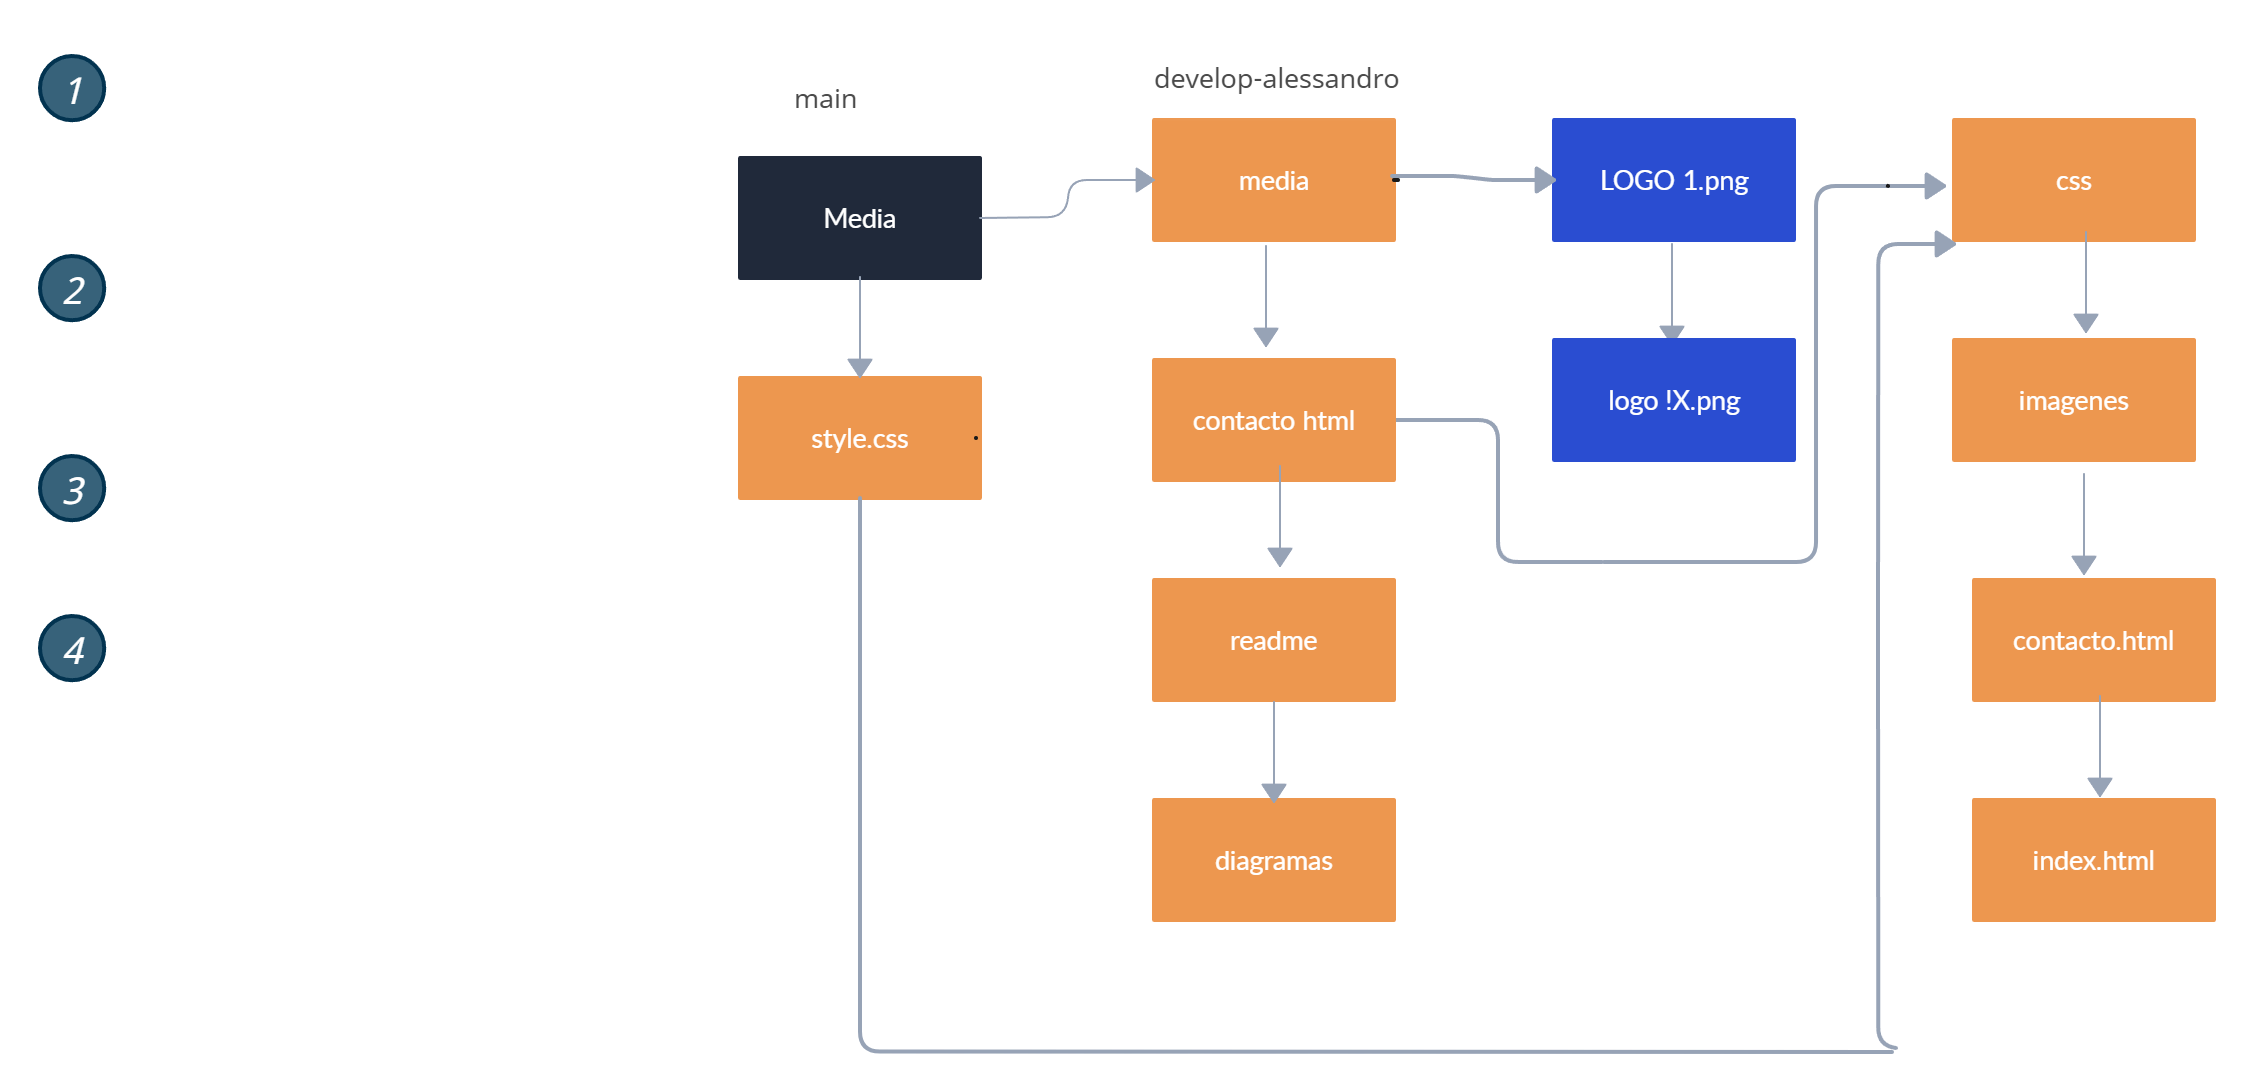 1
2
3
4
main
Media
style.css
develop-alessandro
media
contacto html
readme
diagramas
LOGO 1.png
logo !X.png
css
imagenes
contacto.html
index.html